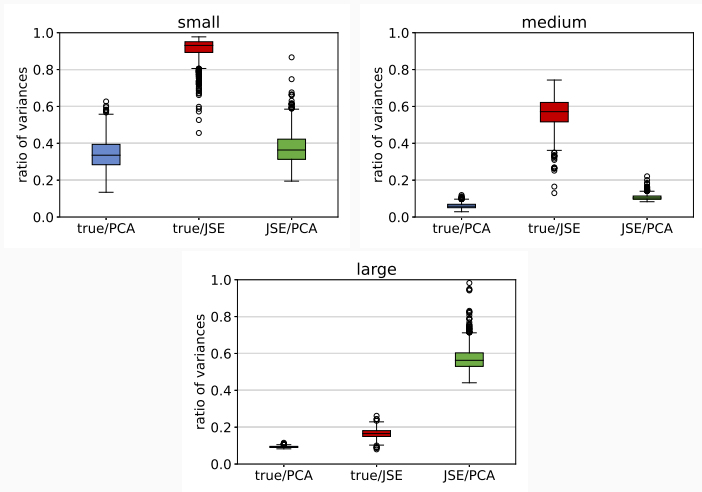 small
1.0
0.8
0.6
0.4
0.2
0.0
ratio of variances
true/PCA true/JSE JSE/PCA
medium
1.0
0.8
0.6
0.4
0.2
0.0
ratio of variances
true/PCA true/JSE JSE/PCA
large
1.0
0.8
0.6
0.4
0.2
0.0
ratio of variances
true/PCA true/JSE JSE/PCA